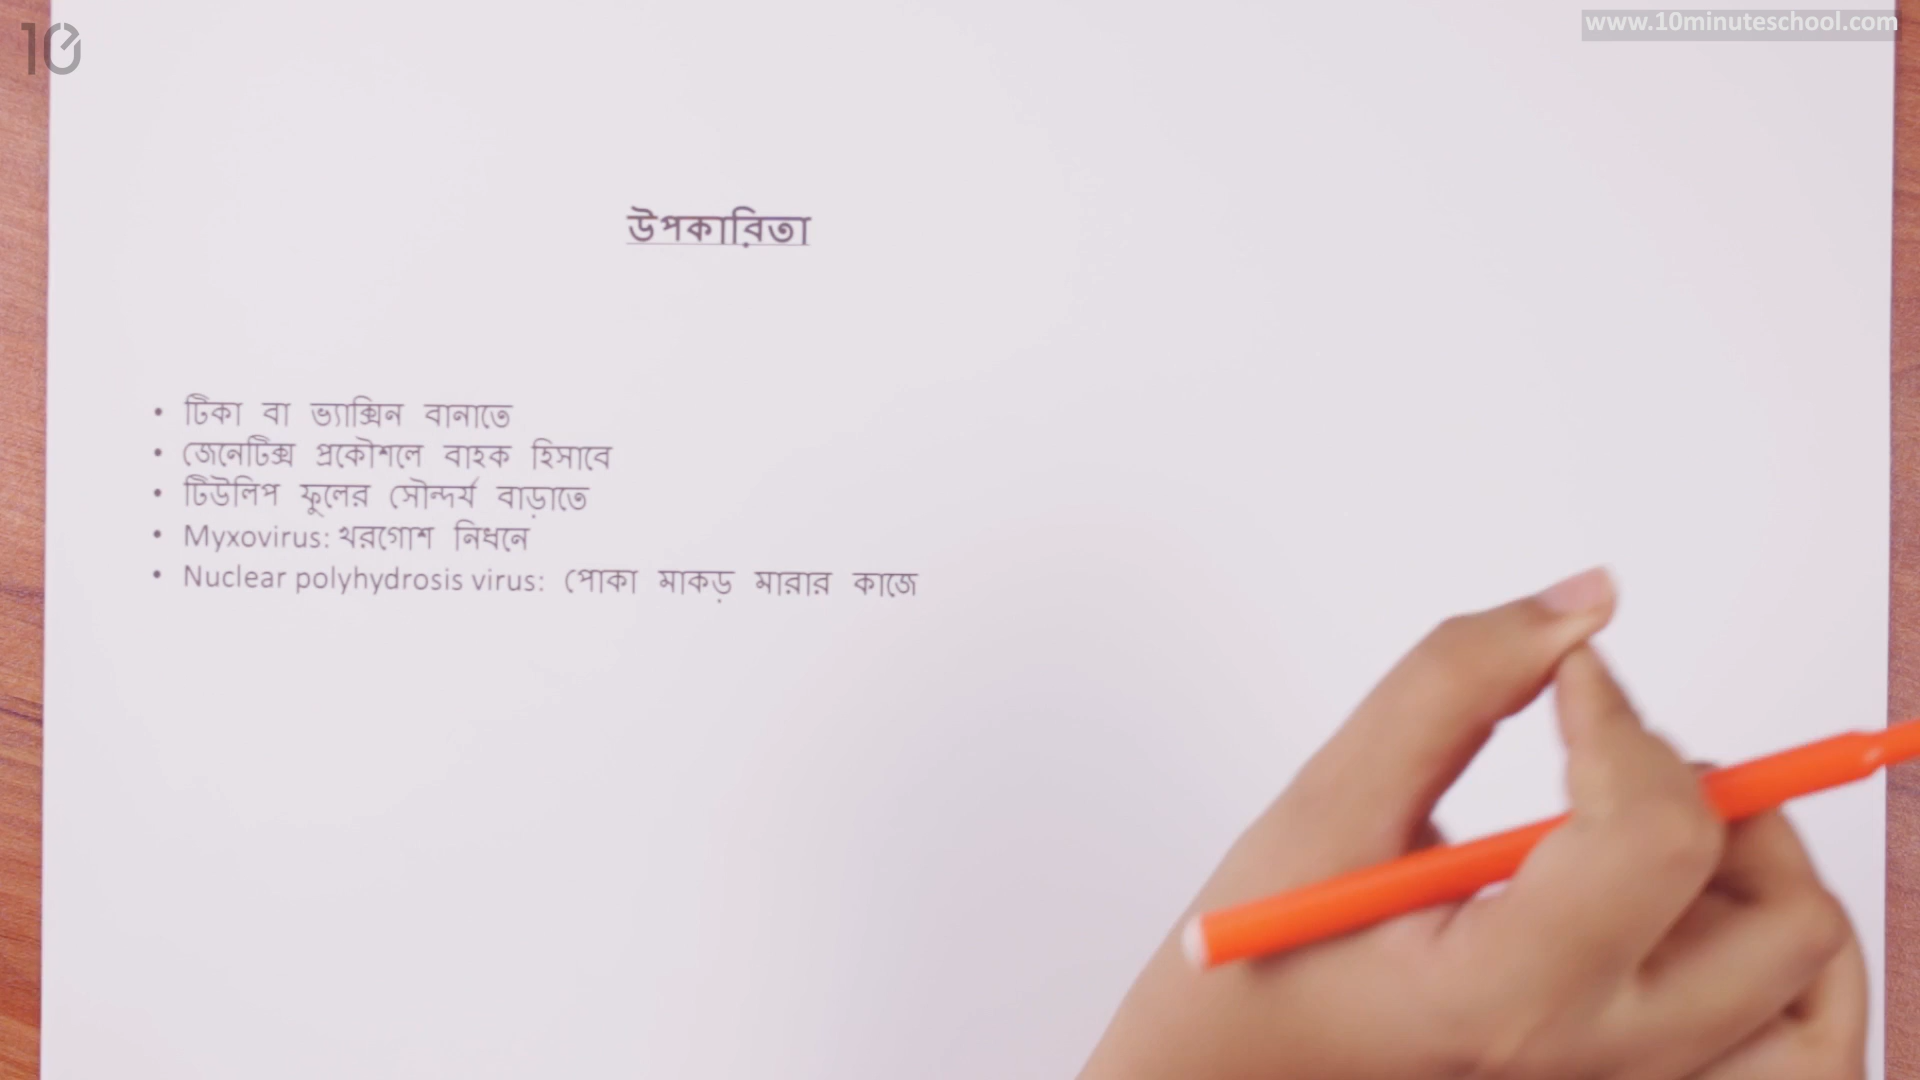 10
www.10minuteschool.com
উপকারিতা
• টিকা বা ভ্যাক্সিন বানাতে
• জেনেটিক্স প্রকৌশলে বাহক হিসাবে
• টিউলিপ ফুলের সৌন্দর্য বাড়াতে
• Myxovirus: খরগোশ নিধনে
• Nuclear polyhydrosis virus: পোকা মাকড় মারার কাজে